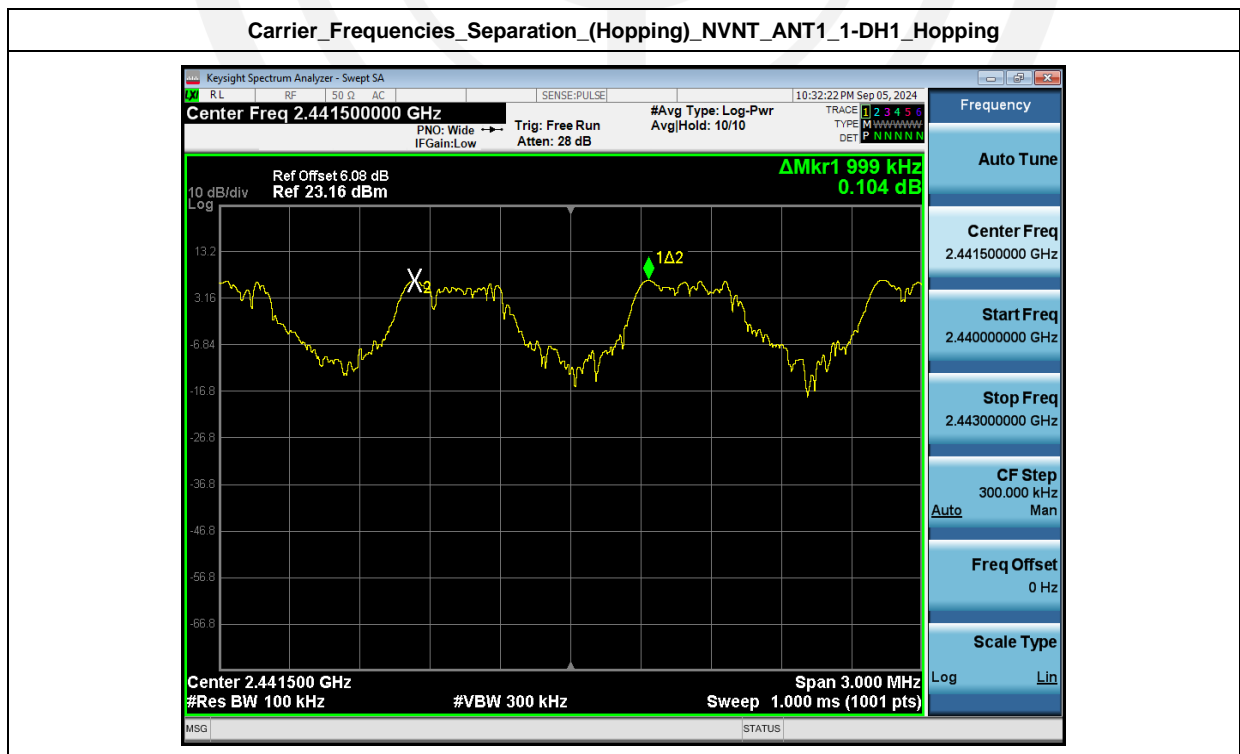 Carrier_Frequencies_Separation_(Hopping)_NVNT_ANT1_1-DH1_Hopping
Keysight Spectrum Analyzer - Swept SA
LXI RL RF 50 Ω AC SENSE:PULSE 10:32:22 PM Sep 05, 2024
Center Freq 2.441500000 GHz
PNO: Wide
IFGain:Low
Trig: Free Run
Atten: 28 dB
#Avg Type: Log-Pwr
Avg|Hold: 10/10
TRACE 1 2 3 4 5 6
TYPE M W W W W W
DET P N N N N N
ΔMkr1 999 kHz
0.104 dB
Ref Offset 6.08 dB
10 dB/div Ref 23.16 dBm
Log
13.2
3.16
-6.84
-16.8
-26.8
-36.8
-46.8
-56.8
-66.8
X2
1Δ2
Center 2.441500 GHz Span 3.000 MHz
#Res BW 100 kHz #VBW 300 kHz Sweep 1.000 ms (1001 pts)
MSG STATUS
Frequency
Auto Tune
Center Freq
2.441500000 GHz
Start Freq
2.440000000 GHz
Stop Freq
2.443000000 GHz
CF Step
300.000 kHz
Auto Man
Freq Offset
0 Hz
Scale Type
Log Lin